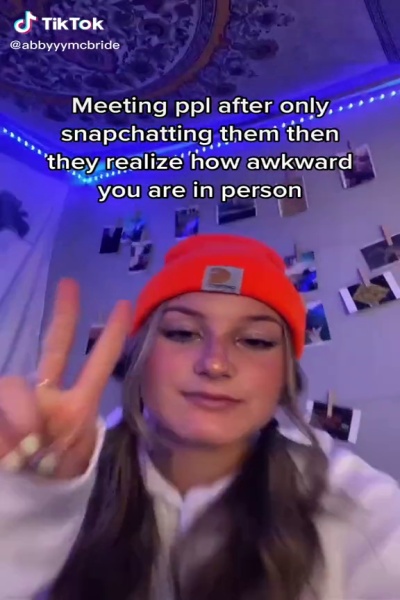 TikTok
@abbyyymcbride
Meeting ppl after only
snapchatting them then
they realize how awkward
you are in person